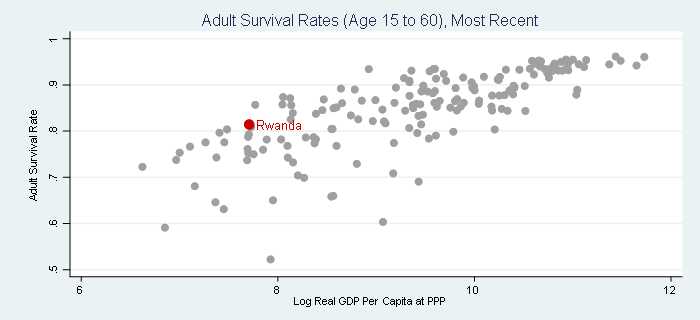 Adult Survival Rates (Age 15 to 60), Most Recent
Adult Survival Rate
1
.9
.8
.7
.6
.5
Rwanda
6
8
10
12
Log Real GDP Per Capita at PPP